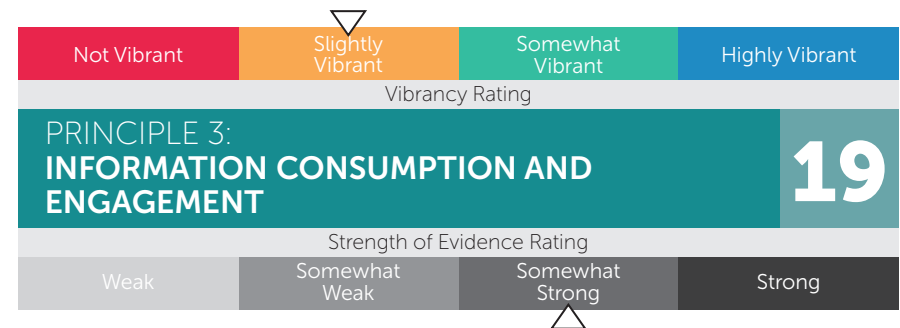 Not Vibrant
Slightly
Vibrant
Somewhat
Vibrant
Highly Vibrant
Vibrancy Rating
PRINCIPLE 3:
INFORMATION CONSUMPTION AND
ENGAGEMENT
19
Strength of Evidence Rating
Weak
Somewhat
Weak
Somewhat
Strong
Strong